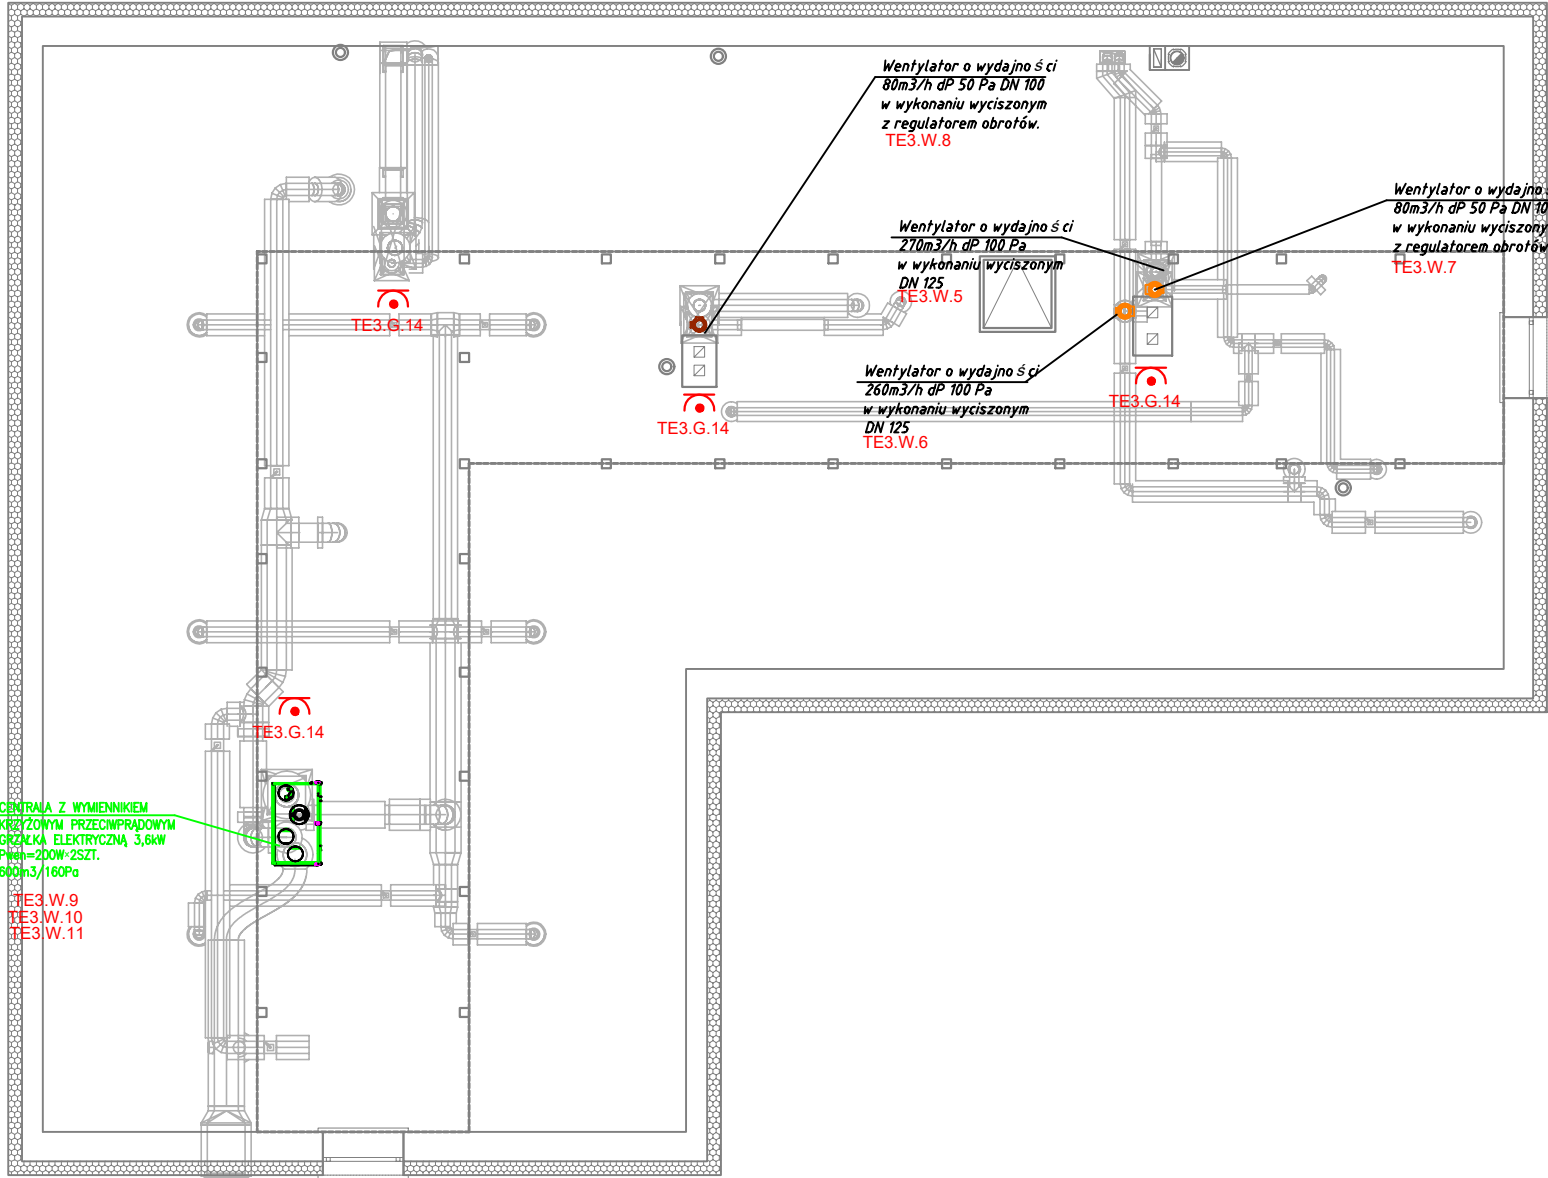 Wentylator o wydajności
80m3/h dP 50 Pa DN 100
w wykonaniu wyciszonym
z regulatorem obrotów.
TE3.W.8
Wentylator o wydajno
80m3/h dP 50 Pa DN 10
w wykonaniu wyciszony
z regulatorem obrotów
TE3.W.7
Wentylator o wydajności
270m3/h dP 100 Pa
w wykonaniu wyciszonym
DN 125
TE3.W.5
TE3.G.14
Wentylator o wydajności
260m3/h dP 100 Pa
w wykonaniu wyciszonym
DN 125
TE3.W.6
TE3.G.14
TE3.G.14
TE3.G.14
CENTRALA Z WYMIENNIKIEM
KRZYŻOWYM PRZECIWPRĄDOWYM
GRZAŁKA ELEKTRYCZNĄ 3,6kW
Pwen=200W×2SZT.
600m3/160Pa
TE3.W.9
TE3.W.10
TE3.W.11